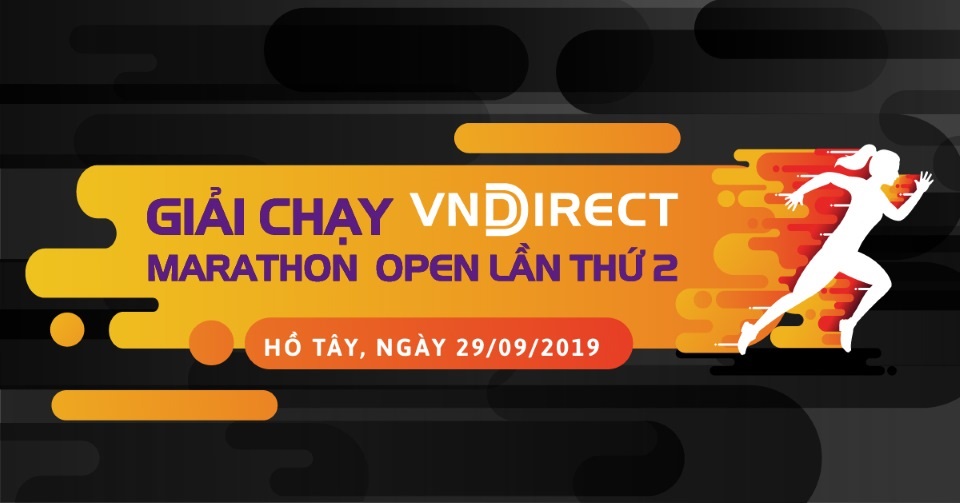 GIẢI CHẠY VNDIRECT
MARATHON OPEN LẦN THỨ 2
HỒ TÂY, NGÀY 29/09/2019